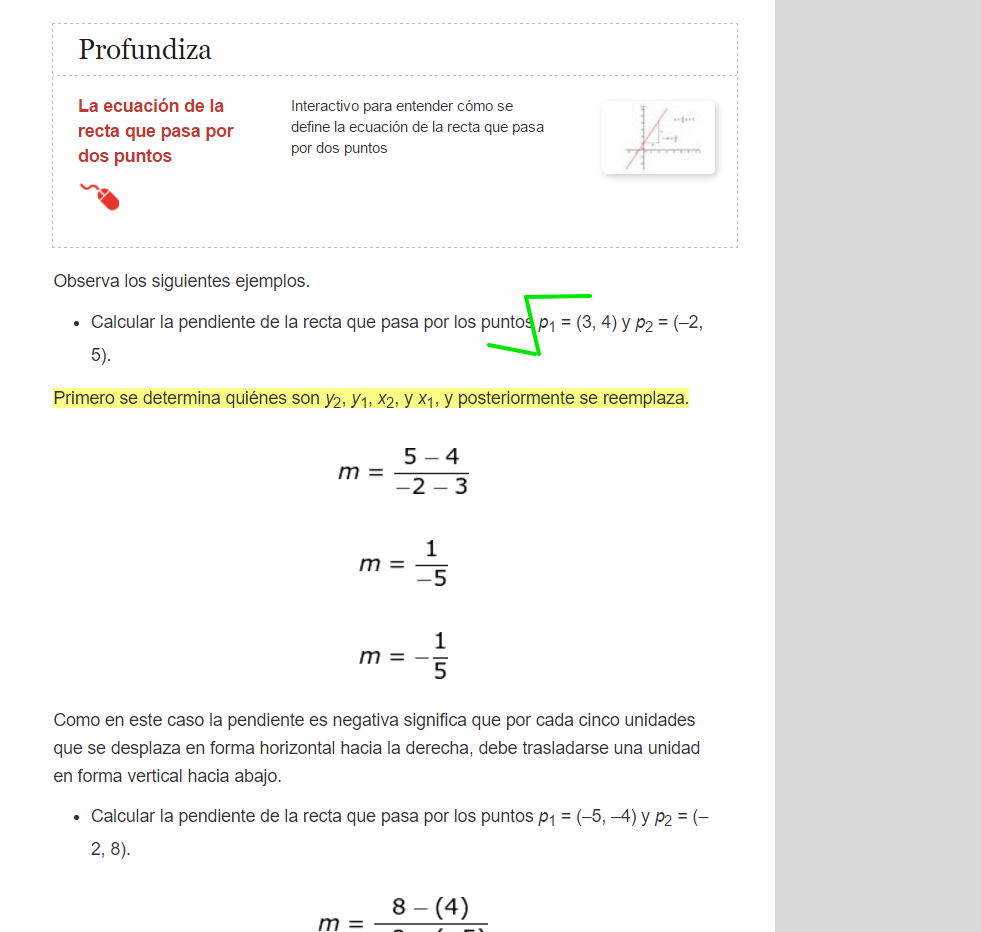 Profundiza
La ecuación de la
recta que pasa por
dos puntos
Interactivo para entender cómo se
define la ecuación de la recta que pasa
por dos puntos
Observa los siguientes ejemplos.
• Calcular la pendiente de la recta que pasa por los puntos p₁ = (3, 4) y p₂ = (–2,
5).
Primero se determina quiénes son y₂, y₁, x₂, y x₁, y posteriormente se reemplaza.
5 – 4
m =
–2 – 3
1
m =
–5
1
m = –
5
Como en este caso la pendiente es negativa significa que por cada cinco unidades
que se desplaza en forma horizontal hacia la derecha, debe trasladarse una unidad
en forma vertical hacia abajo.
• Calcular la pendiente de la recta que pasa por los puntos p₁ = (–5, –4) y p₂ = (–
2, 8).
8 – (4)
m =